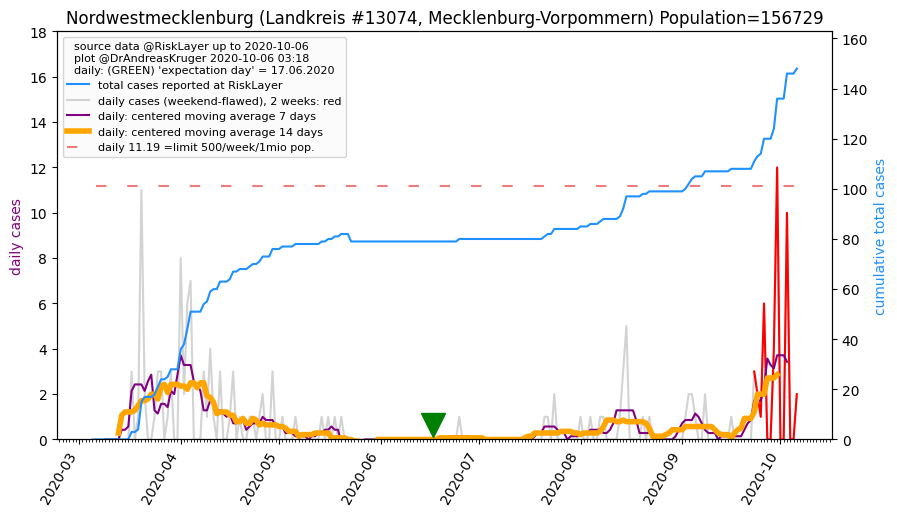 Nordwestmecklenburg (Landkreis #13074, Mecklenburg-Vorpommern) Population=156729
source data @RiskLayer up to 2020-10-06
plot @DrAndreasKruger 2020-10-06 03:18
daily: (GREEN) 'expectation day' = 17.06.2020
total cases reported at RiskLayer
daily cases (weekend-flawed), 2 weeks: red
daily: centered moving average 7 days
daily: centered moving average 14 days
daily 11.19 =limit 500/week/1mio pop.
daily cases
18
16
14
12
10
8
6
4
2
0
cumulative total cases
160
140
120
100
80
60
40
20
0
2020-03
2020-04
2020-05
2020-06
2020-07
2020-08
2020-09
2020-10